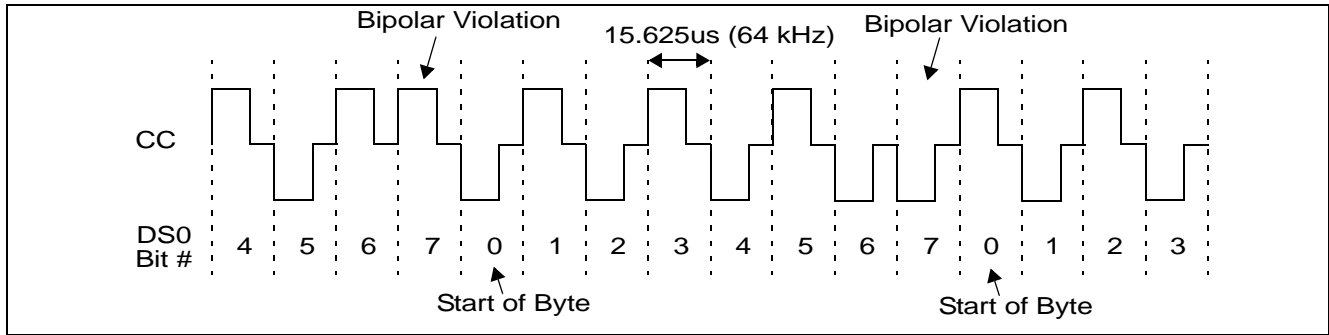 Bipolar Violation
15.625us (64 kHz)
Bipolar Violation
CC
DS0
Bit #
4 5 6 7 0 1 2 3 4 5 6 7 0 1 2 3
Start of Byte
Start of Byte